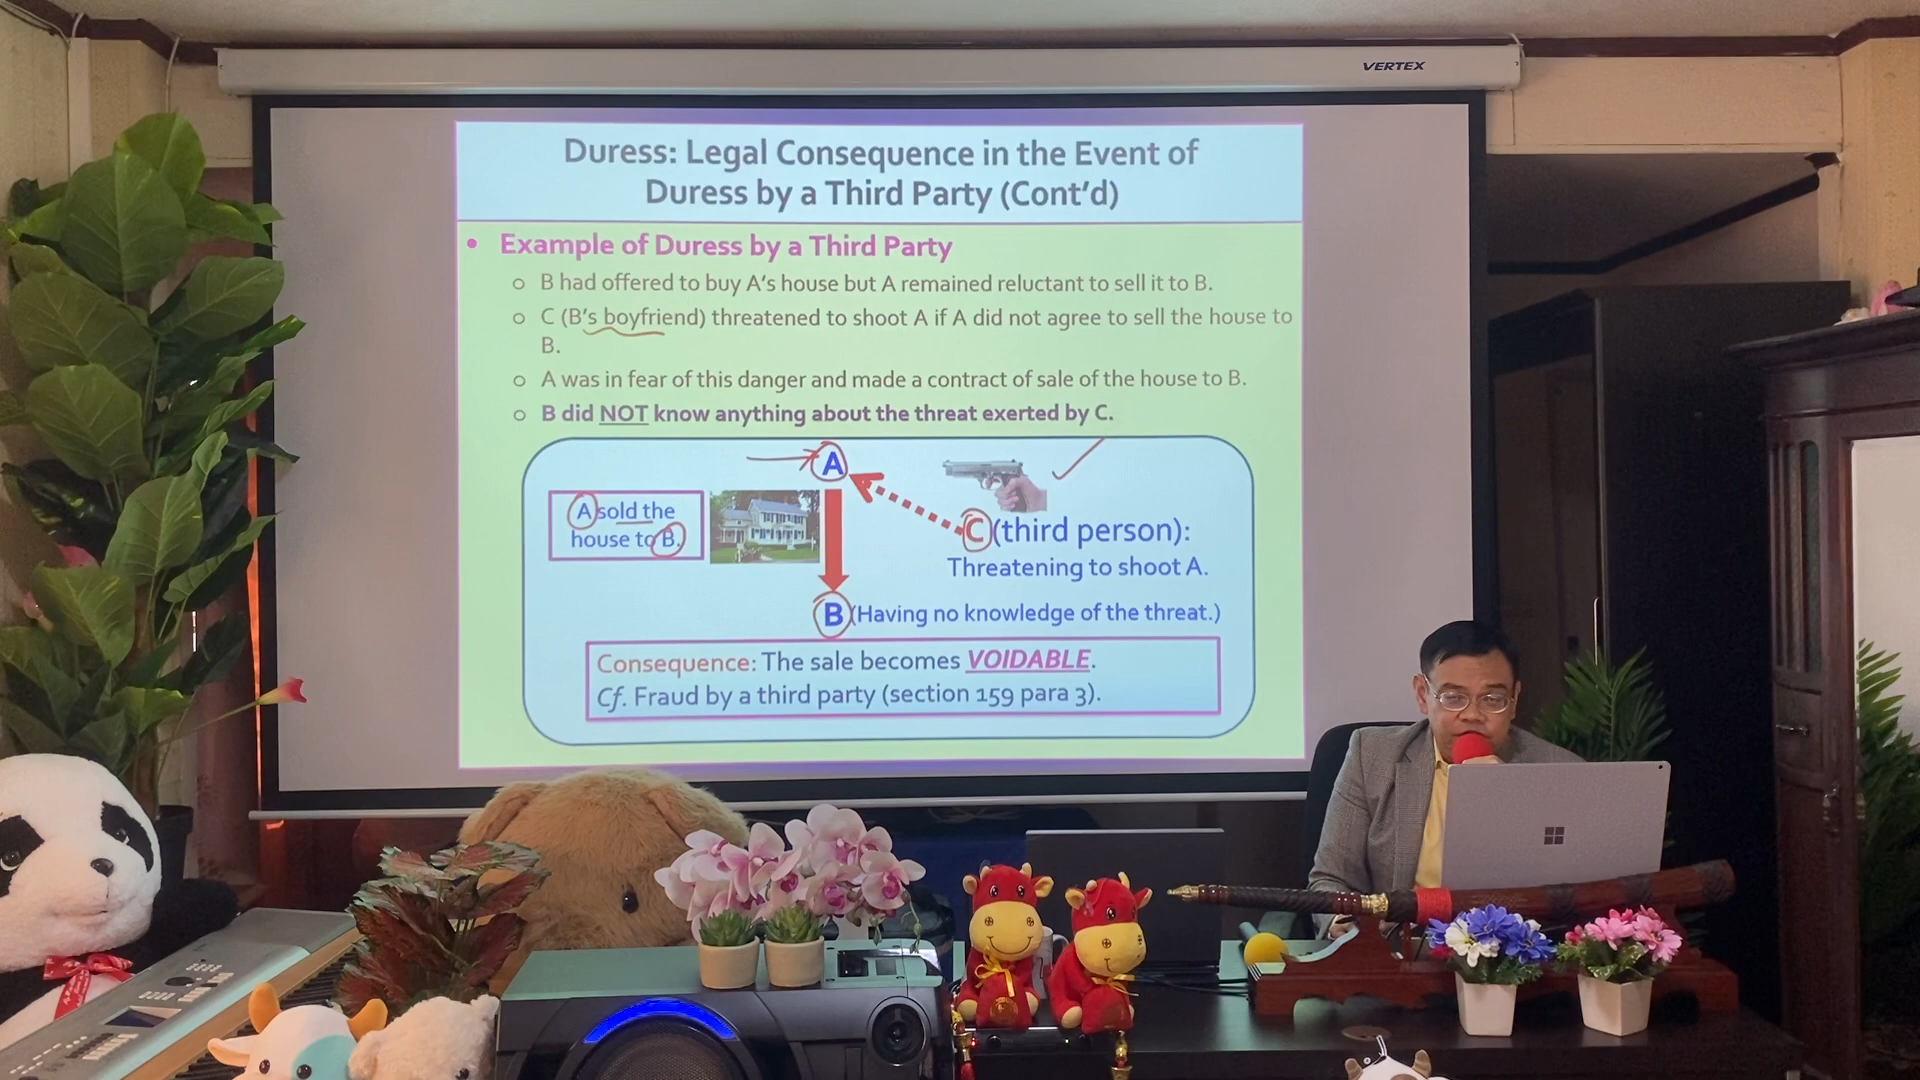 VERTEX
Duress: Legal Consequence in the Event of
Duress by a Third Party (Cont'd)
• Example of Duress by a Third Party
o B had offered to buy A's house but A remained reluctant to sell it to B.
o C (B's boyfriend) threatened to shoot A if A did not agree to sell the house to
B.
o A was in fear of this danger and made a contract of sale of the house to B.
o B did NOT know anything about the threat exerted by C.
A
A sold the
house to B.
C (third person):
Threatening to shoot A.
B (Having no knowledge of the threat.)
Consequence: The sale becomes VOIDABLE.
Cf. Fraud by a third party (section 159 para 3).